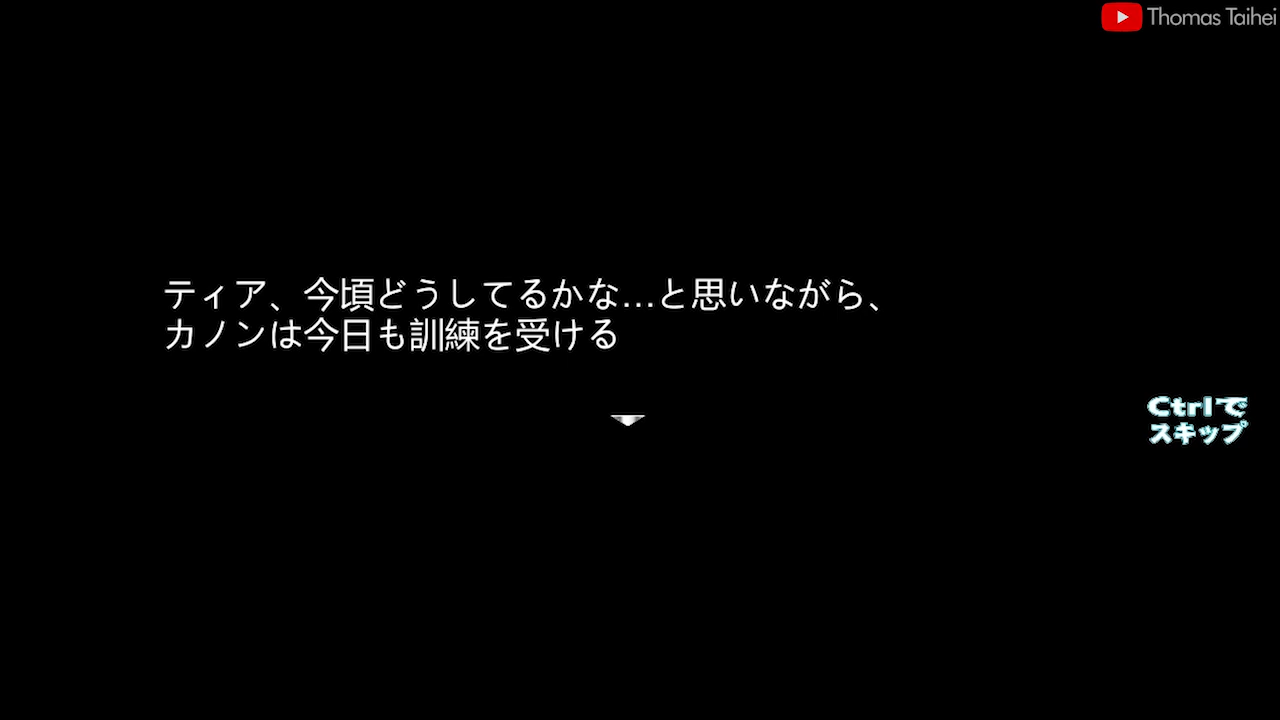 Thomas Taihei
ティア、今頃どうしてるかな…と思いながら、
カノンは今日も訓練を受ける
Ctrlで
スキップ